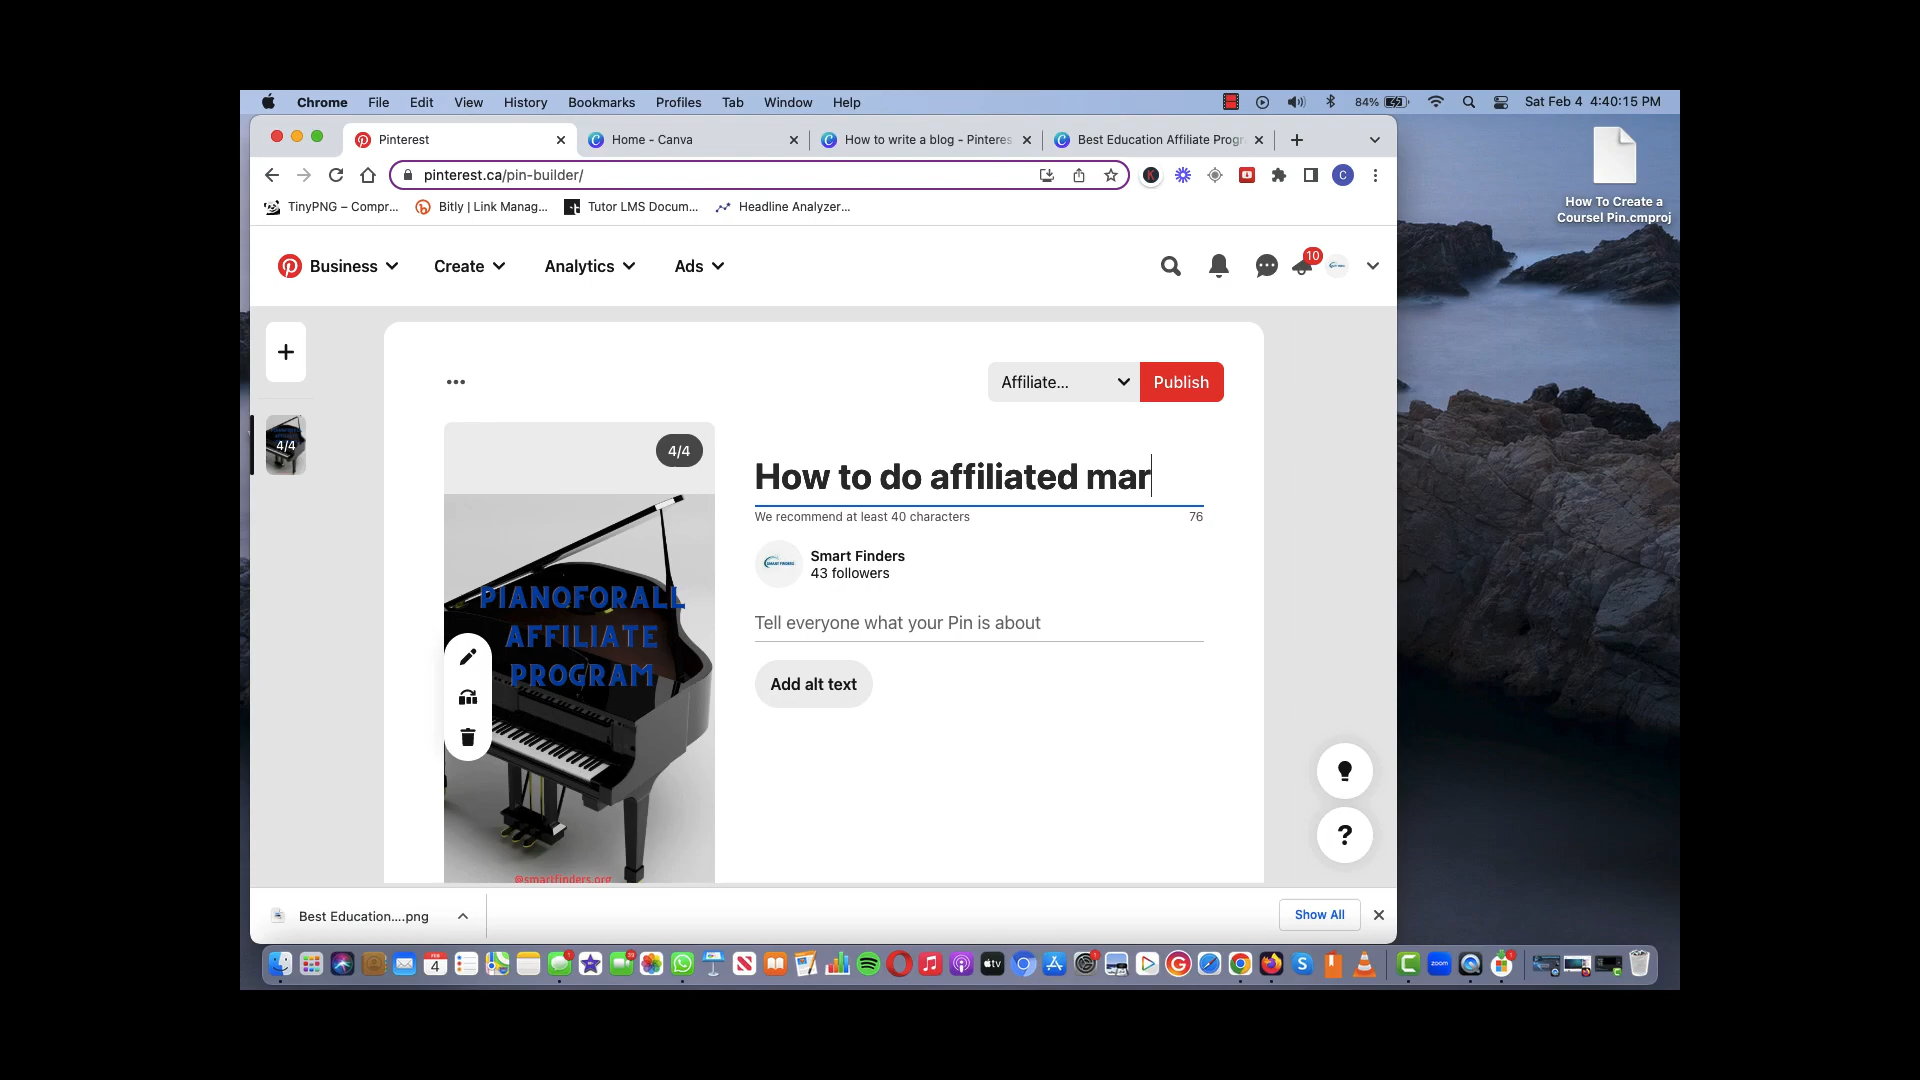 Chrome File Edit View History Bookmarks Profiles Tab Window Help
84% Sat Feb 4 4:40:15 PM
Pinterest
Home - Canva
How to write a blog - Pinteres
Best Education Affiliate Progr
pinterest.ca/pin-builder/
K
C
TinyPNG – Compr...
Bitly | Link Manag...
Tutor LMS Docum...
Headline Analyzer...
How To Create a
Coursel Pin.cmproj
Business Create Analytics Ads
10
Affiliate...
Publish
4/4
4/4
How to do affiliated mar
We recommend at least 40 characters
76
Smart Finders
43 followers
Tell everyone what your Pin is about
Add alt text
PIANOFORALL
AFFILIATE
PROGRAM
@smartfinders.org
?
Best Education....png
Show All
FEB
4
tv
zoom